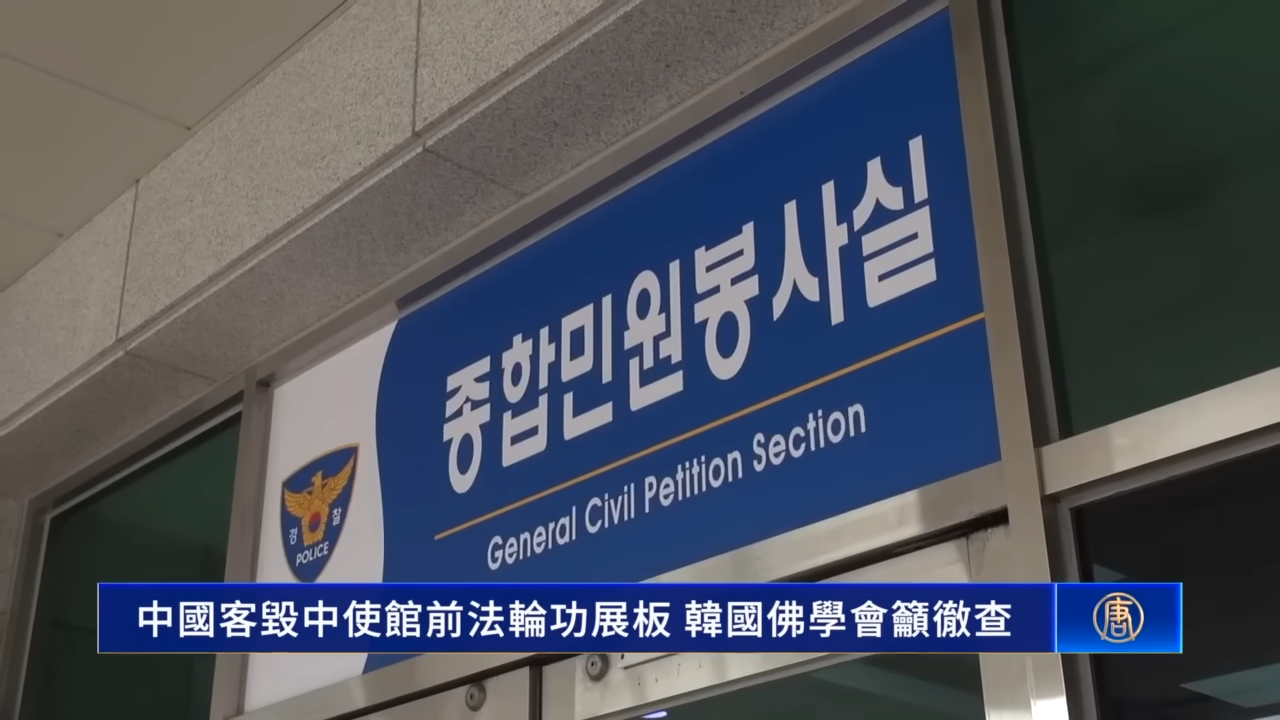 종합민원봉사실
General Civil Petition Section
경찰
POLICE
中國客毀中使館前法輪功展板 韓國佛學會籲徹查
唐